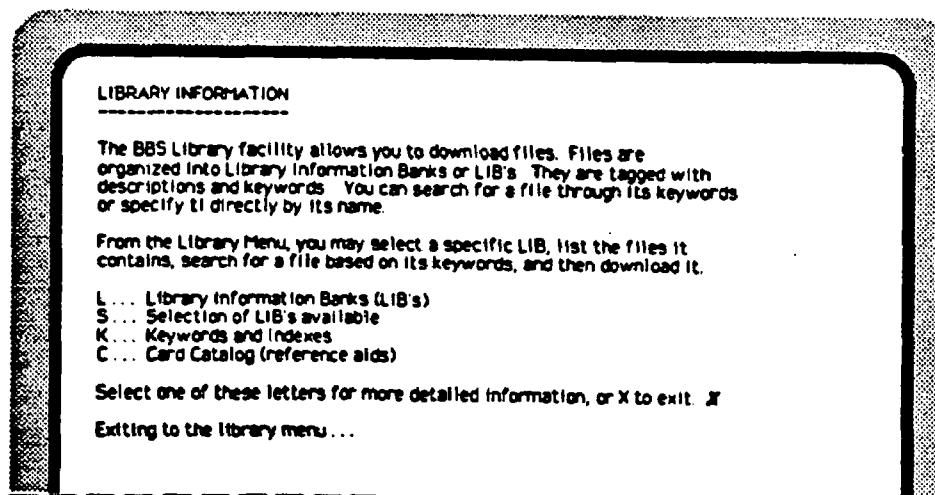 LIBRARY INFORMATION
--------------------
The BBS Library facility allows you to download files. Files are
organized into Library Information Banks or LIB's They are tagged with
descriptions and keywords You can search for a file through its keywords
or specify ti directly by its name.
From the Library Menu, you may select a specific LIB, list the files it
contains, search for a file based on its keywords, and then download it.
L... Library Information Banks (LIB's)
S... Selection of LIB's available
K... Keywords and Indexes
C... Card Catalog (reference aids)
Select one of these letters for more detailed information, or X to exit. X
Exiting to the library menu...